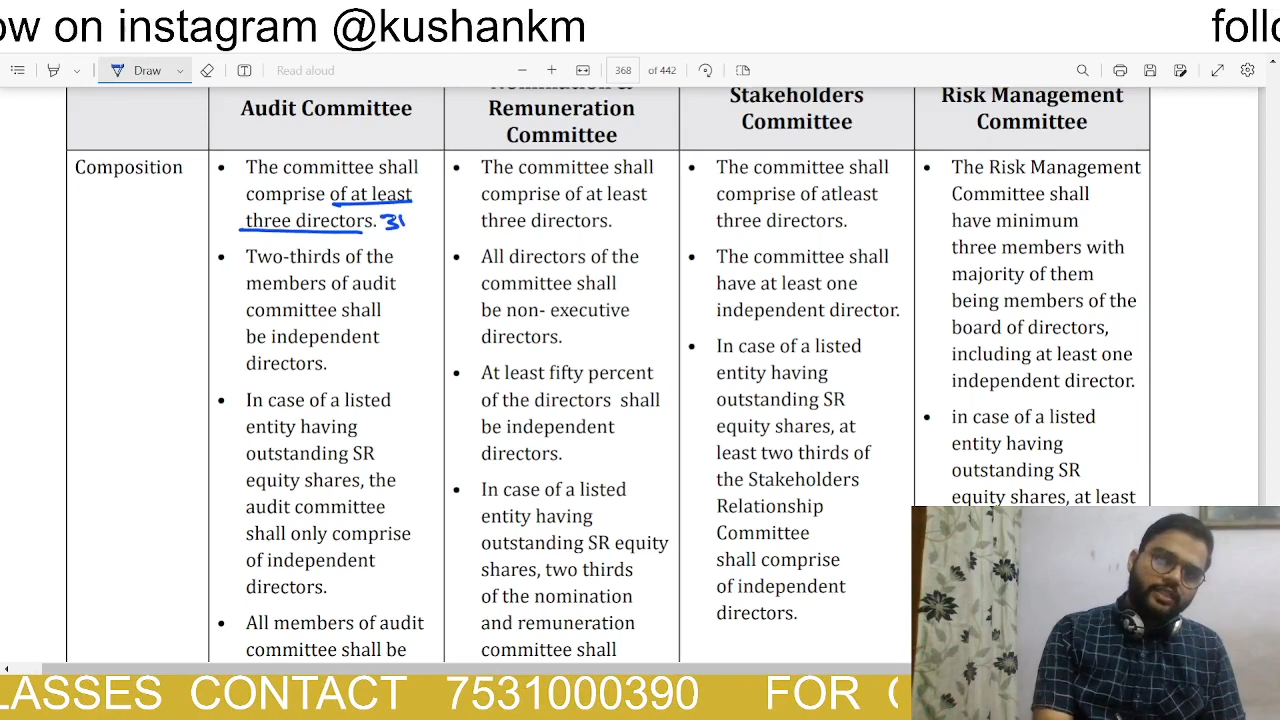 ow on instagram @kushankm
follo
Draw
Read aloud
368 of 442
Audit Committee
Remuneration
Committee
Stakeholders
Committee
Risk Management
Committee
Composition
• The committee shall
comprise of at least
three directors.
• Two-thirds of the
members of audit
committee shall
be independent
directors.
• In case of a listed
entity having
outstanding SR
equity shares, the
audit committee
shall only comprise
of independent
directors.
• All members of audit
committee shall be
• The committee shall
comprise of at least
three directors.
• All directors of the
committee shall
be non- executive
directors.
• At least fifty percent
of the directors shall
be independent
directors.
• In case of a listed
entity having
outstanding SR equity
shares, two thirds
of the nomination
and remuneration
committee shall
• The committee shall
comprise of atleast
three directors.
• The committee shall
have at least one
independent director.
• In case of a listed
entity having
outstanding SR
equity shares, at
least two thirds of
the Stakeholders
Relationship
Committee
shall comprise
of independent
directors.
• The Risk Management
Committee shall
have minimum
three members with
majority of them
being members of the
board of directors,
including at least one
independent director.
• in case of a listed
entity having
outstanding SR
equity shares, at least
LASSES CONTACT 7531000390 FOR